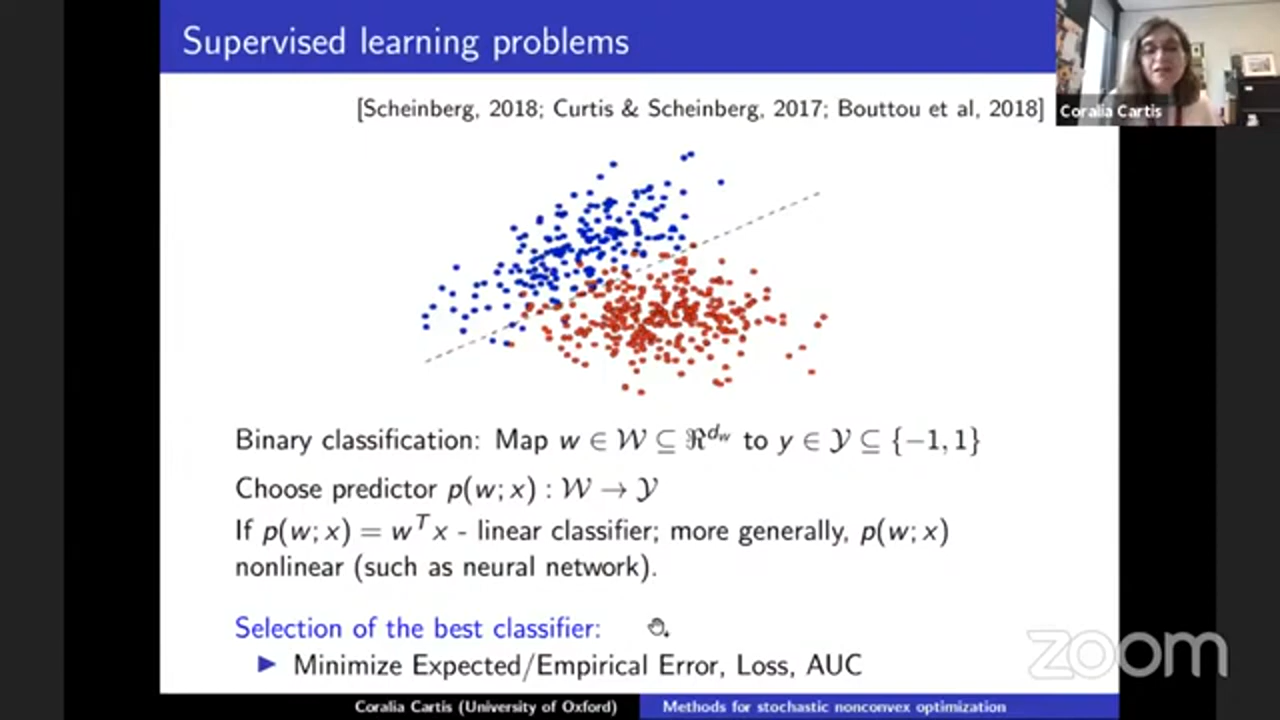 Supervised learning problems
[Scheinberg, 2018; Curtis & Scheinberg, 2017; Bouttou et al, 2018]
Coralia Cartis
Binary classification: Map w ∈ 𝒲 ⊆ ℜ^{d_w} to y ∈ 𝒴 ⊆ {−1, 1}
Choose predictor p(w; x) : 𝒲 → 𝒴
If p(w; x) = w^T x - linear classifier; more generally, p(w; x)
nonlinear (such as neural network).
Selection of the best classifier:
▶ Minimize Expected/Empirical Error, Loss, AUC
zoom
Coralia Cartis (University of Oxford)
Methods for stochastic nonconvex optimization